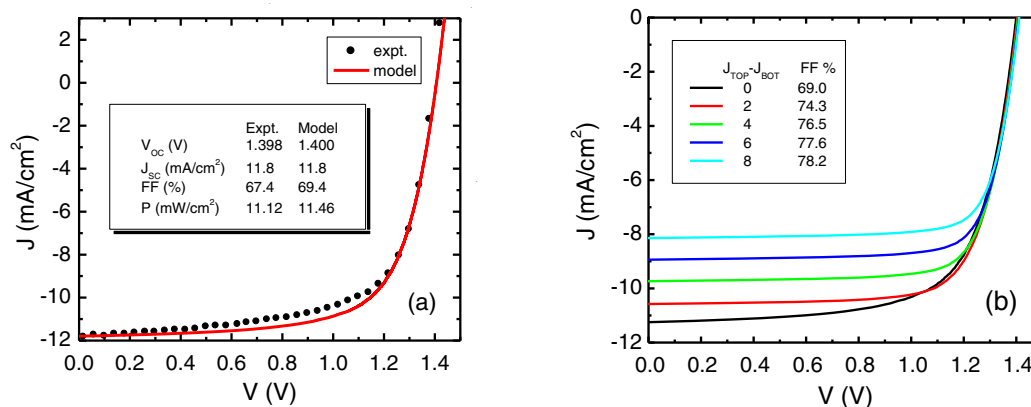 2
0
-2
-4
-6
-8
-10
-12
J (mA/cm²)
expt.
model
Expt. Model
V_OC (V) 1.398 1.400
J_SC (mA/cm²) 11.8 11.8
FF (%) 67.4 69.4
P (mW/cm²) 11.12 11.46
(a)
0.0 0.2 0.4 0.6 0.8 1.0 1.2 1.4
V (V)
0
-2
-4
-6
-8
-10
-12
J (mA/cm²)
J_TOP-J_BOT FF %
0 69.0
2 74.3
4 76.5
6 77.6
8 78.2
(b)
0.0 0.2 0.4 0.6 0.8 1.0 1.2 1.4
V (V)